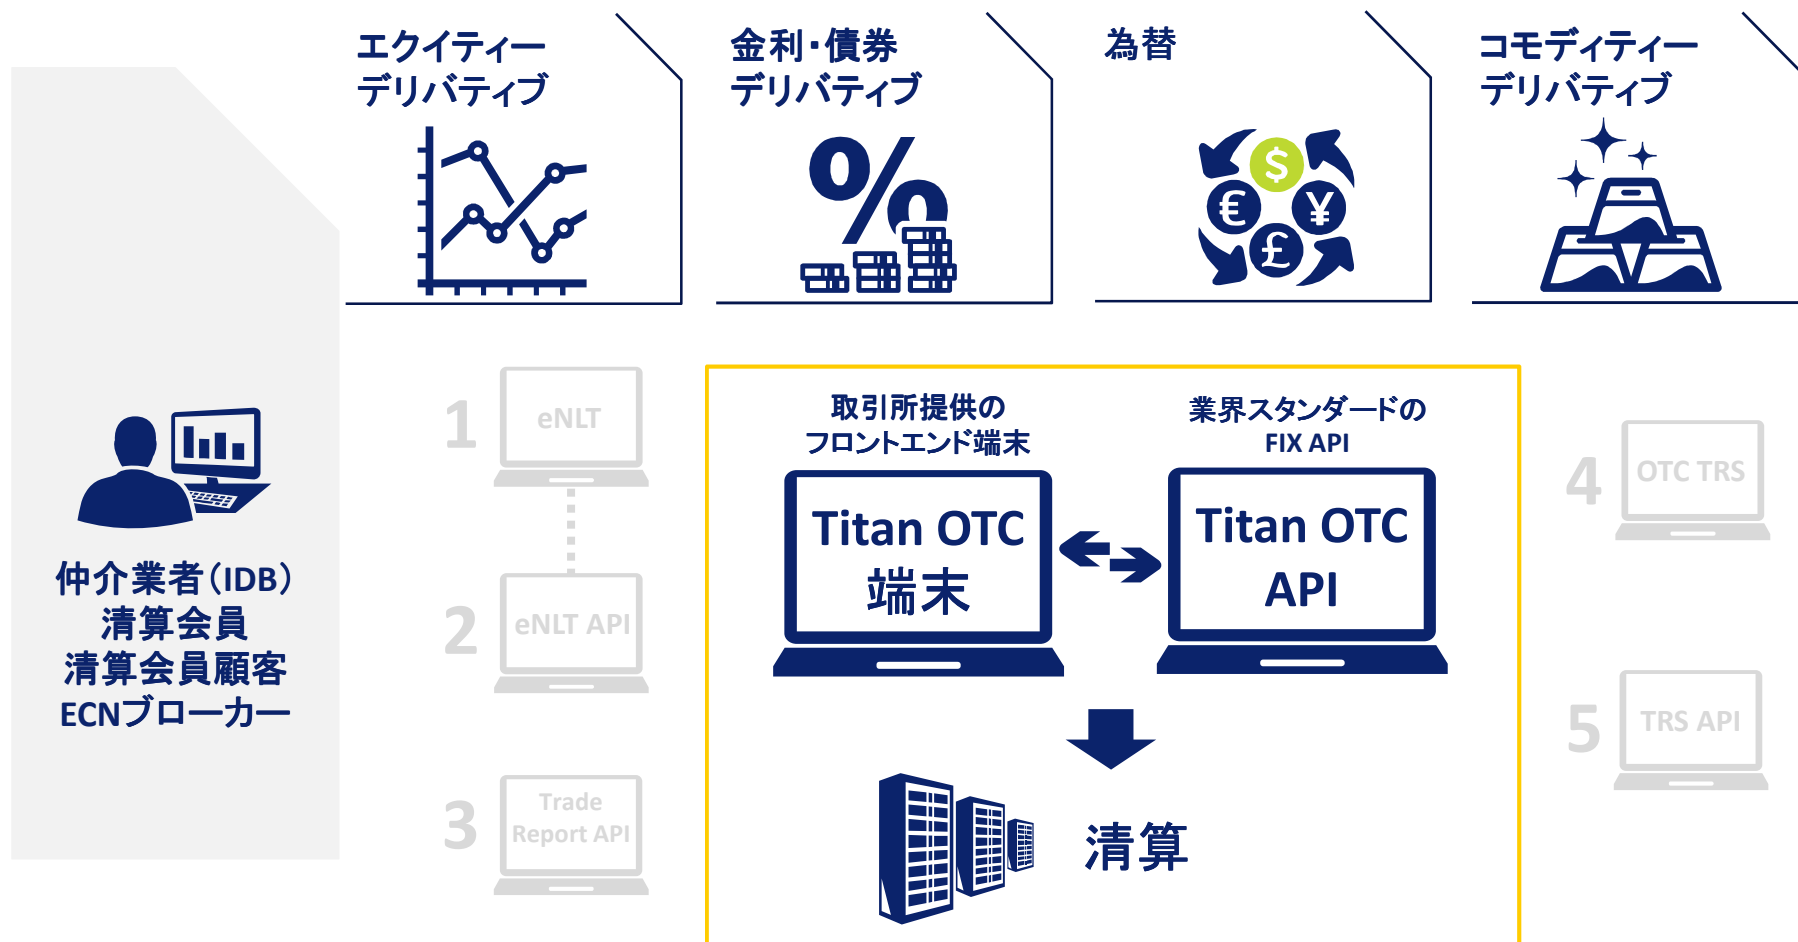 エクイティー
デリバティブ
金利・債券
デリバティブ
為替
コモディティー
デリバティブ
$
€
¥
£
%
仲介業者(IDB)
清算会員
清算会員顧客
ECNブローカー
1
eNLT
2
eNLT API
3
Trade
Report API
取引所提供の
フロントエンド端末
Titan OTC
端末
業界スタンダードの
FIX API
Titan OTC
API
清算
4
OTC TRS
5
TRS API